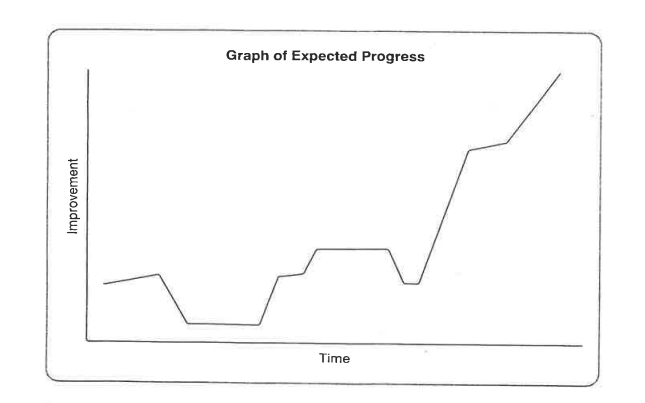 Graph of Expected Progress
Improvement
Time